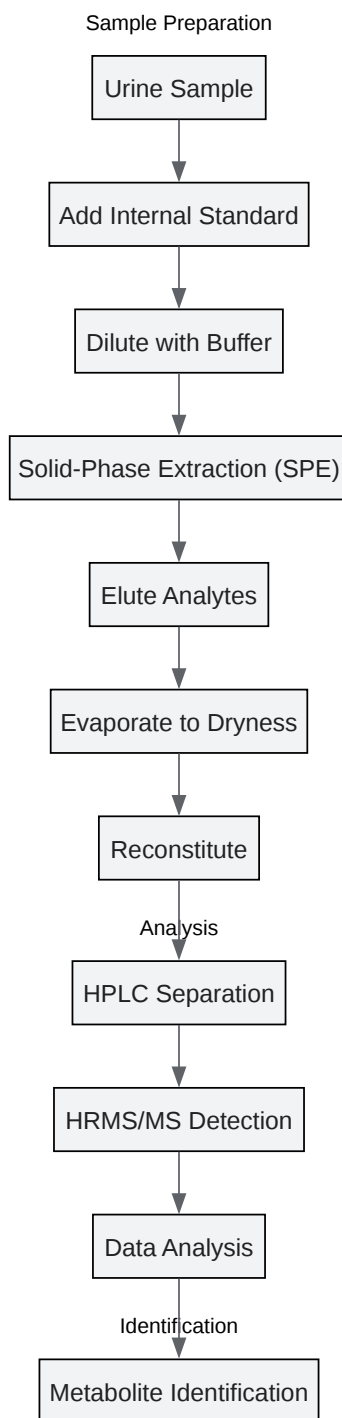 Sample Preparation
Urine Sample
Add Internal Standard
Dilute with Buffer
Solid-Phase Extraction (SPE)
Elute Analytes
Evaporate to Dryness
Reconstitute
Analysis
HPLC Separation
HRMS/MS Detection
Data Analysis
Identification
Metabolite Identification